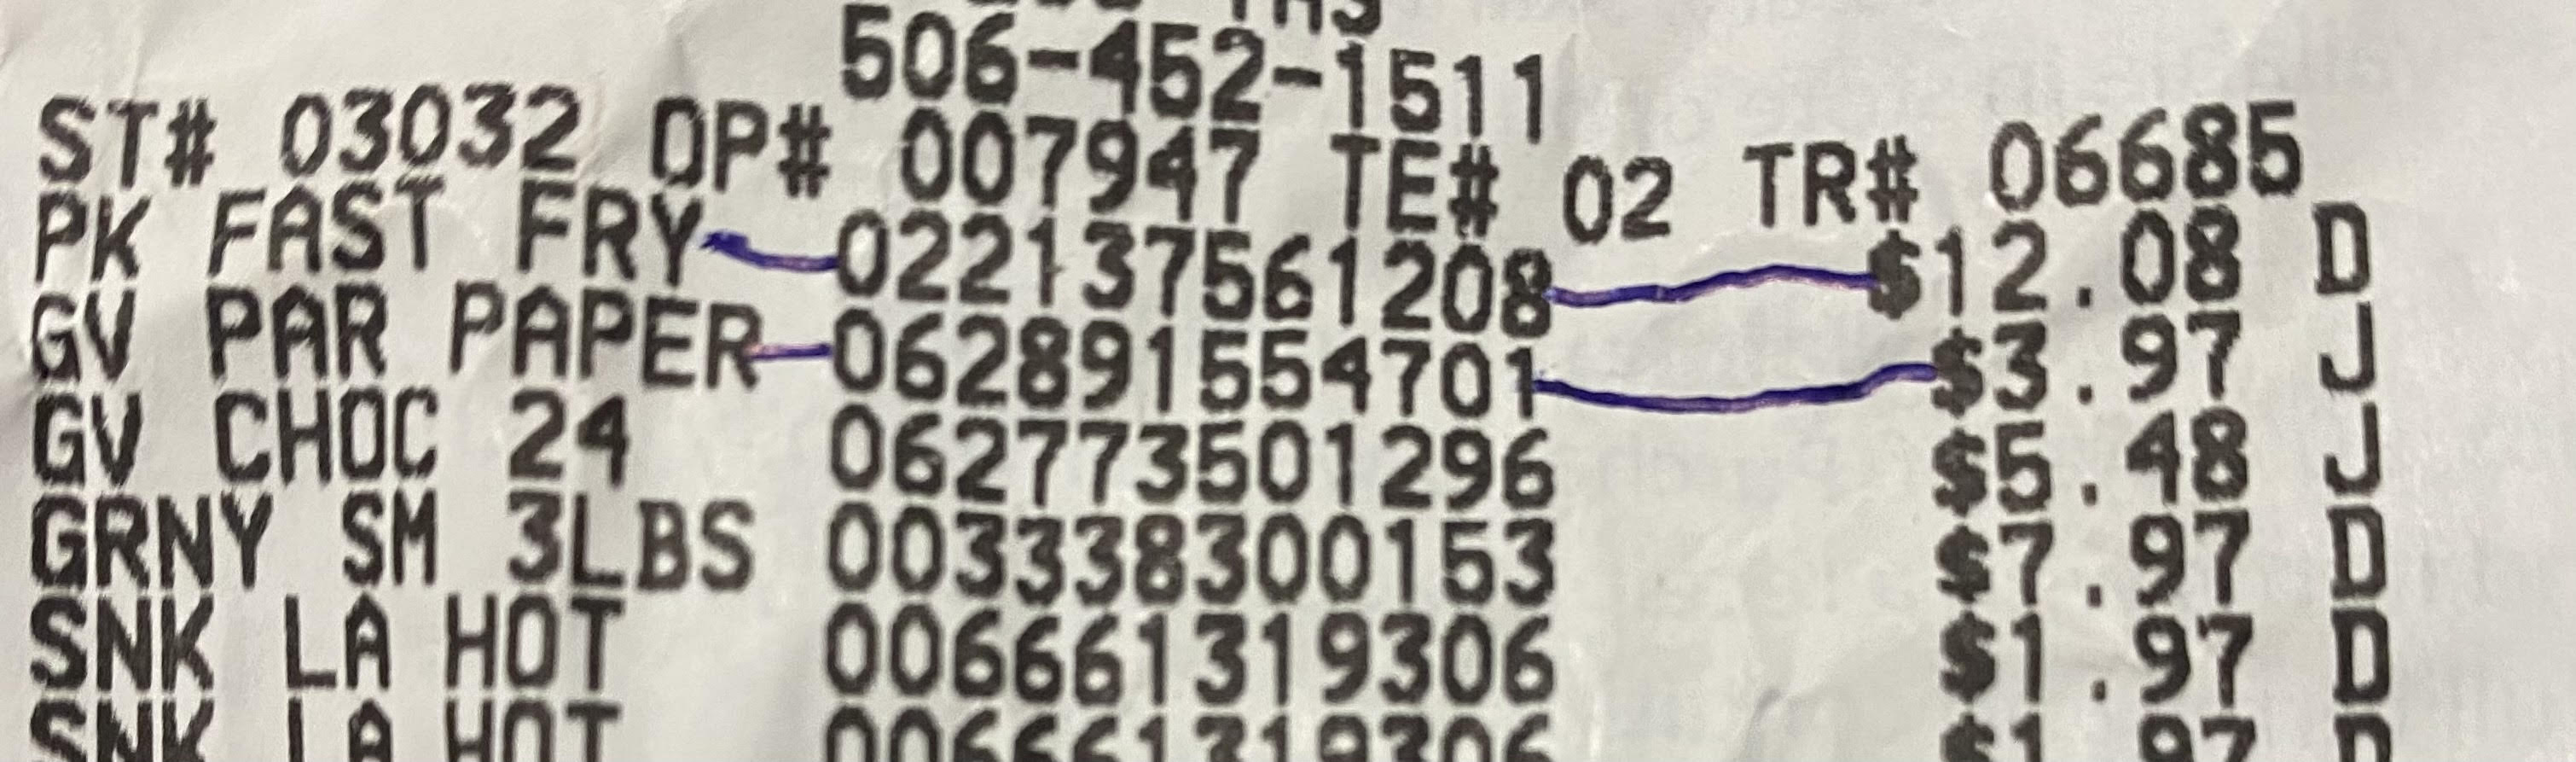 506-452-1511
ST# 03032 OP# 007947 TE# 02 TR# 06685
PK FAST FRY 022137561208 $12.08 D
GV PAR PAPER 062891554701 $3.97 J
GV CHOC 24 062773501296 $5.48 J
GRNY SM 3LBS 003338300153 $7.97 D
SNK LA HOT 006661319306 $1.97 D
SNK LA HOT 006661319306 $1.97 D